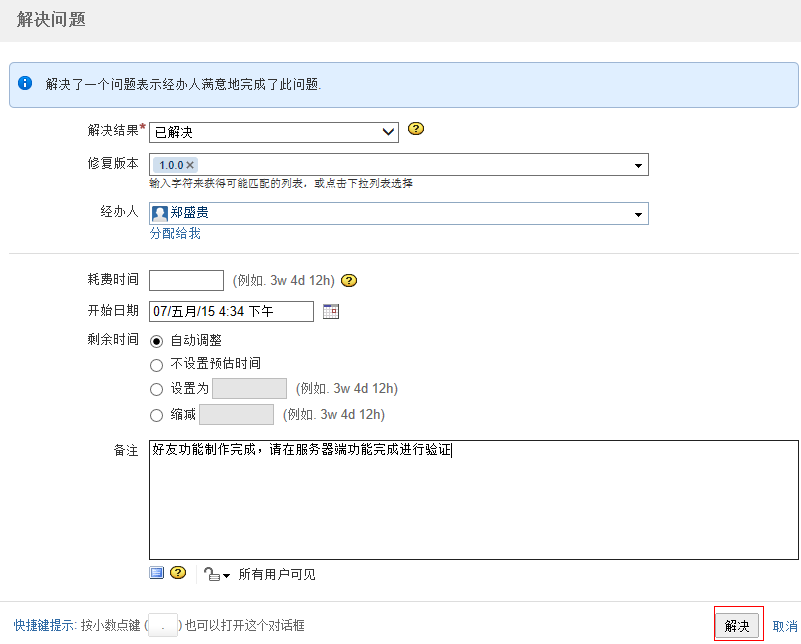 解决问题
解决了一个问题表示经办人满意地完成了此问题.
解决结果* 已解决
修复版本 1.0.0
输入字符来获得可能匹配的列表，或点击下拉列表选择
经办人 郑盛贵
分配给我
耗费时间 (例如. 3w 4d 12h)
开始日期 07/五月/15 4:34 下午
剩余时间 自动调整
不设置预估时间
设置为 (例如. 3w 4d 12h)
缩减 (例如. 3w 4d 12h)
备注 好友功能制作完成，请在服务器端功能完成进行验证
所有用户可见
快捷键提示: 按小数点键 ( . ) 也可以打开这个对话框 解决 取消